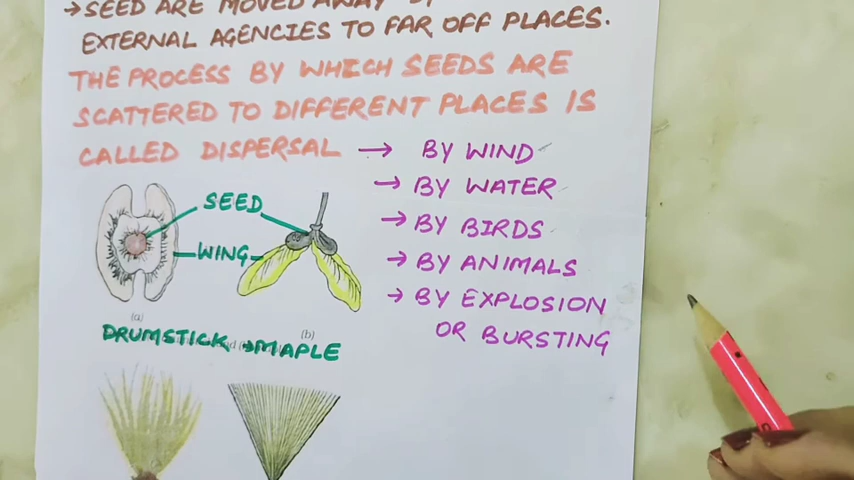 → SEED ARE MOVED AWAY
EXTERNAL AGENCIES TO FAR OFF PLACES.
THE PROCESS BY WHICH SEEDS ARE
SCATTERED TO DIFFERENT PLACES IS
CALLED DISPERSAL → BY WIND
→ BY WATER
→ BY BIRDS
→ BY ANIMALS
→ BY EXPLOSION
OR BURSTING
SEED
WING
(a)
(b)
DRUMSTICK → MAPLE